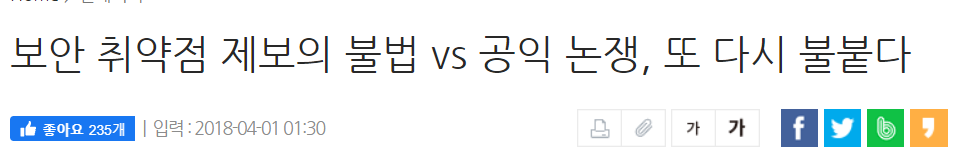 보안 취약점 제보의 불법 vs 공익 논쟁, 또 다시 불붙다
좋아요 235개 | 입력 : 2018-04-01 01:30 가 가